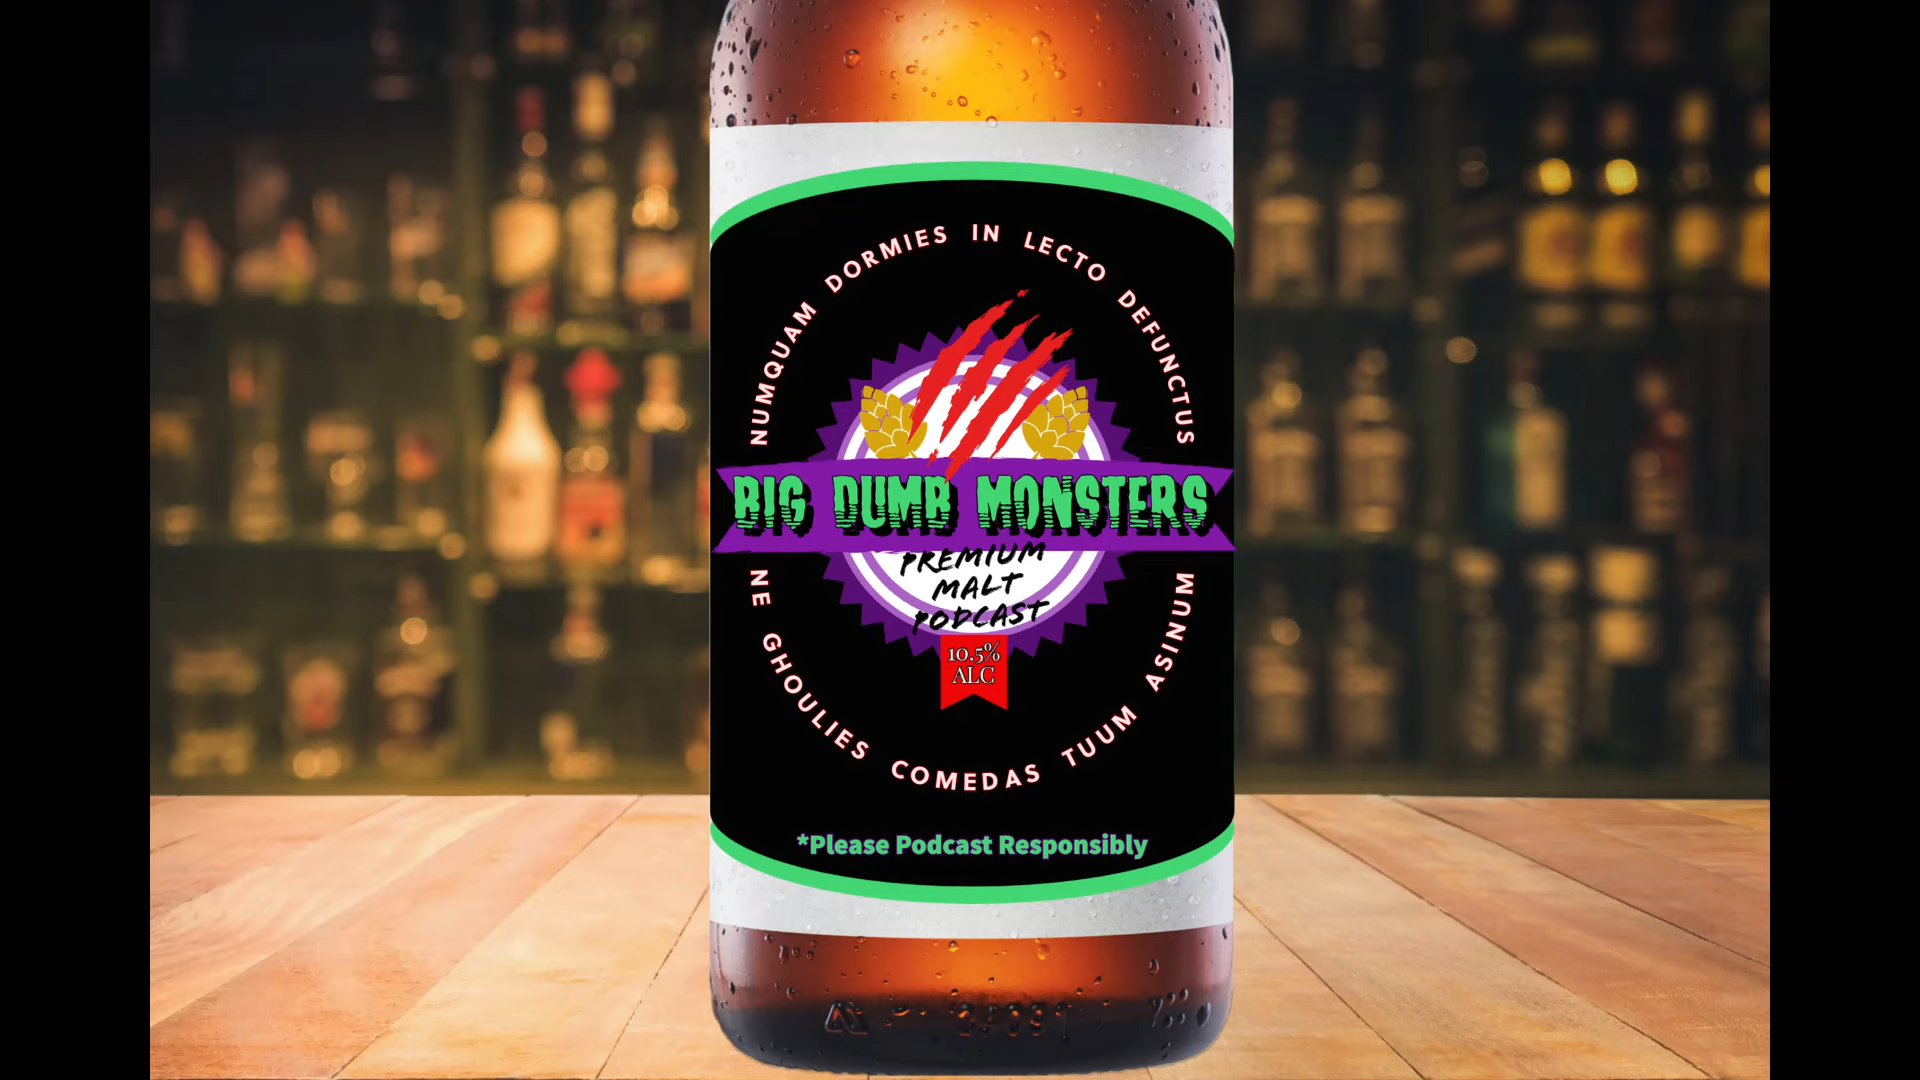 NUMQUAM DORMIES IN LECTO DEFUNCTUS
BIG DUMB MONSTERS
PREMIUM
MALT
PODCAST
10.5%
ALC
NE GHOULIES COMEDAS TUUM ASINUM
*Please Podcast Responsibly